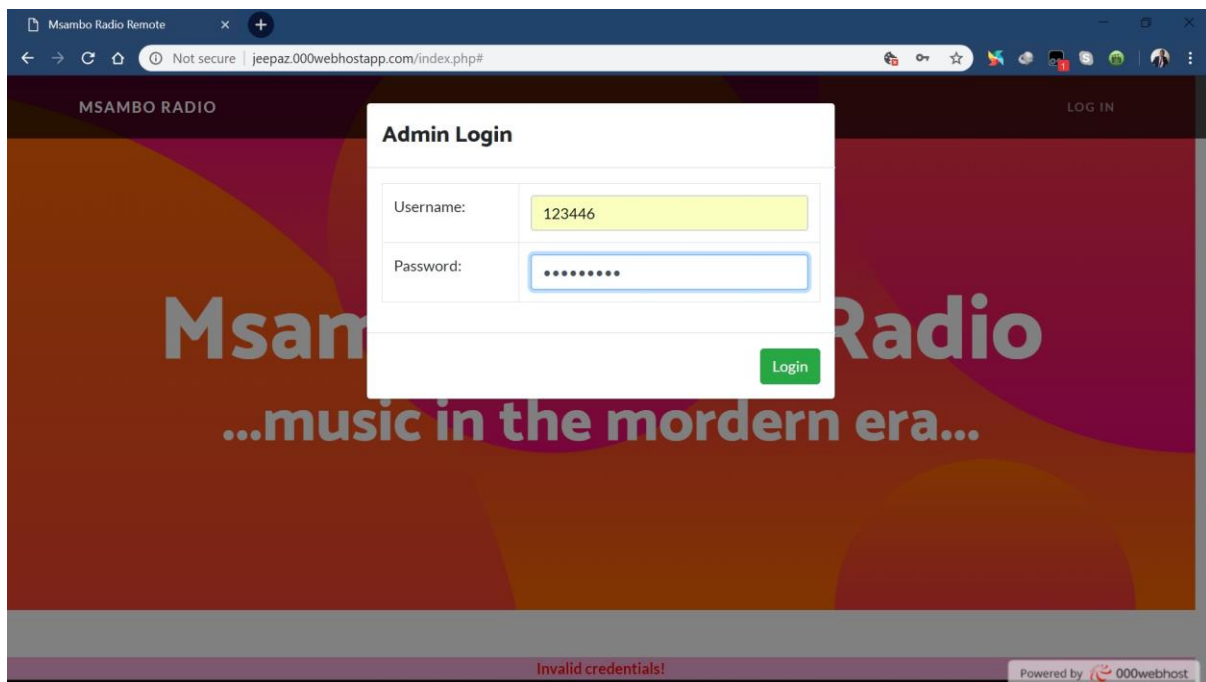 Msambo Radio Remote
Not secure | jeepaz.000webhostapp.com/index.php#
MSAMBO RADIO
LOG IN
Admin Login
Username:
123446
Password:
•••••••••
Login
Msam
Radio
...music in the mordern era...
Invalid credentials!
Powered by 000webhost